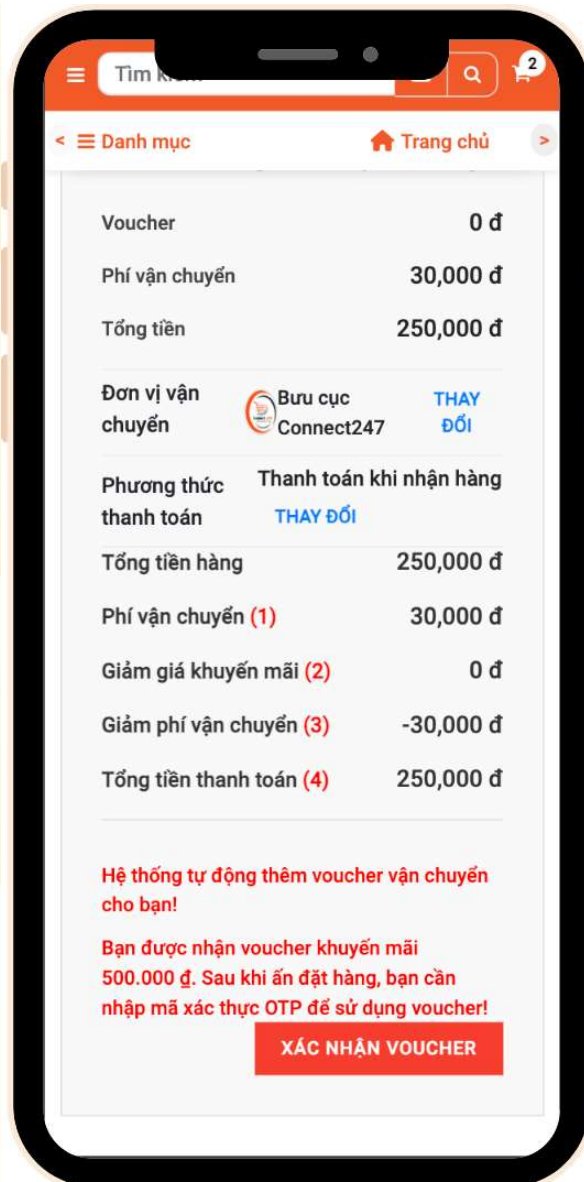 Tìm
2
< Danh mục Trang chủ >
Voucher 0 đ
Phí vận chuyển 30,000 đ
Tổng tiền 250,000 đ
Đơn vị vận chuyển Bưu cục Connect247 THAY ĐỔI
Phương thức thanh toán Thanh toán khi nhận hàng THAY ĐỔI
Tổng tiền hàng 250,000 đ
Phí vận chuyển (1) 30,000 đ
Giảm giá khuyến mãi (2) 0 đ
Giảm phí vận chuyển (3) -30,000 đ
Tổng tiền thanh toán (4) 250,000 đ
Hệ thống tự động thêm voucher vận chuyển
cho bạn!
Bạn được nhận voucher khuyến mãi
500.000 ₫. Sau khi ấn đặt hàng, bạn cần
nhập mã xác thực OTP để sử dụng voucher!
XÁC NHẬN VOUCHER